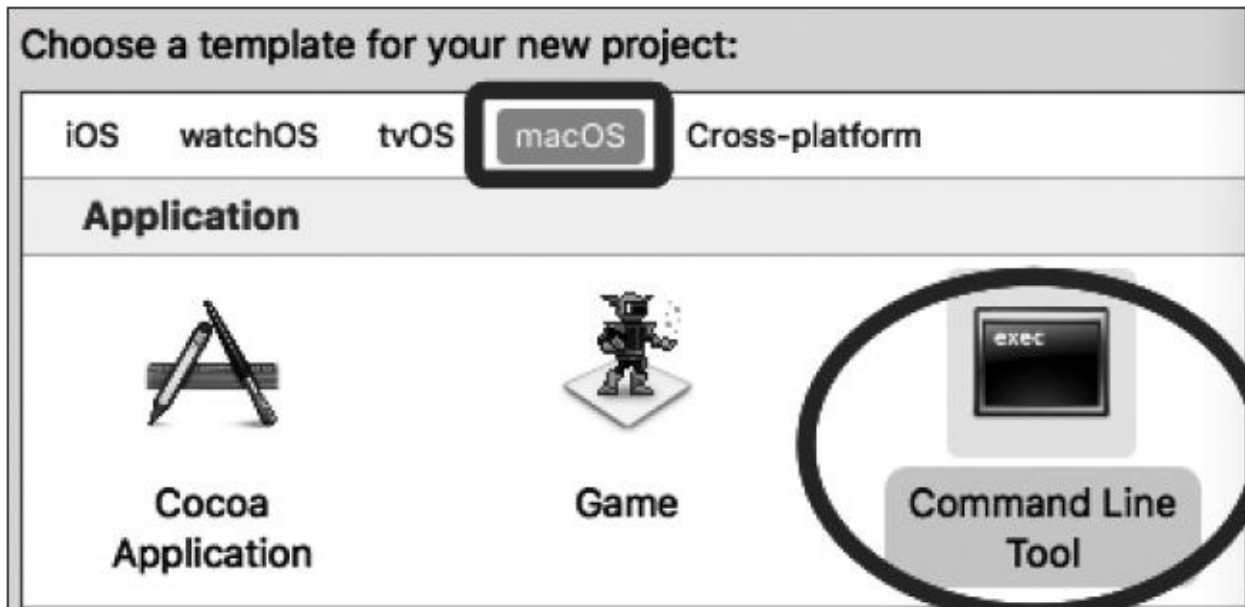 Choose a template for your new project:
iOS watchOS tvOS macOS Cross-platform
Application
exec
Cocoa Application
Game
Command Line Tool